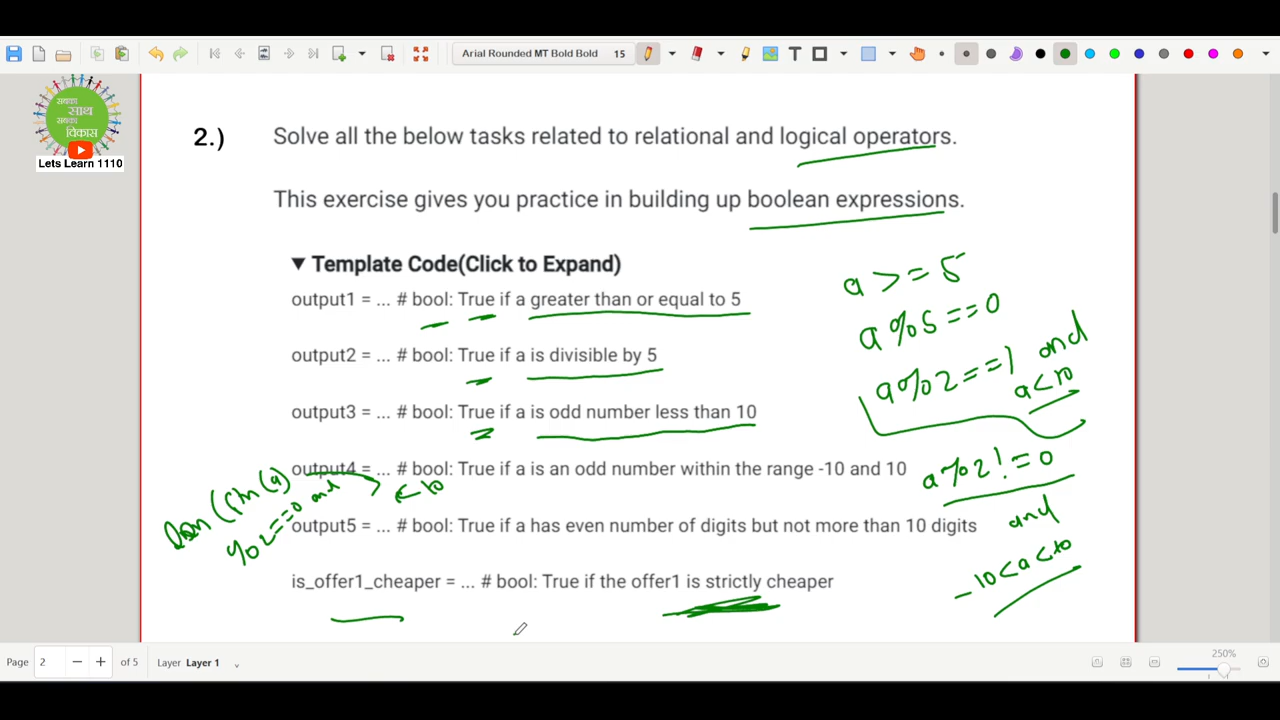 Arial Rounded MT Bold Bold 15
सबका
साथ
सबका
विकास
Lets Learn 1110
2.) Solve all the below tasks related to relational and logical operators.
This exercise gives you practice in building up boolean expressions.
▼ Template Code(Click to Expand)
output1 = ... # bool: True if a greater than or equal to 5
output2 = ... # bool: True if a is divisible by 5
output3 = ... # bool: True if a is odd number less than 10
output4 = ... # bool: True if a is an odd number within the range -10 and 10
output5 = ... # bool: True if a has even number of digits but not more than 10 digits
is_offer1_cheaper = ... # bool: True if the offer1 is strictly cheaper
a >= 5
a%5==0
a%2==1 and
a<10
a%2!=0
and
-10<a<10
(a)
%2==0 and
<10
Page 2 of 5 Layer Layer 1
250%